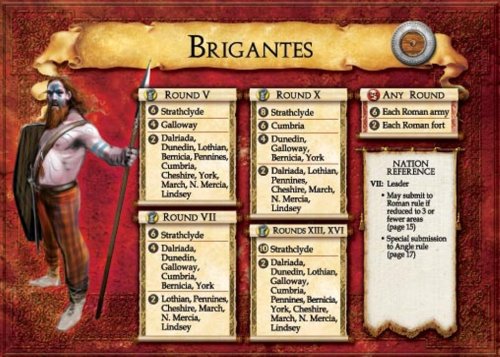 BRIGANTES
ROUND V
6 Strathclyde
4 Galloway
2 Dalriada,
Dunedin, Lothian,
Bernicia, Pennines,
Cumbria,
Cheshire, York,
March, N. Mercia,
Lindsey
ROUND VII
6 Strathclyde
4 Dalriada,
Dunedin,
Galloway,
Cumbria,
Bernicia, York
2 Lothian, Pennines,
Cheshire, March,
N. Mercia,
Lindsey
ROUND X
8 Strathclyde
6 Cumbria
4 Dunedin,
Galloway,
Bernicia, York
2 Dalriada, Lothian,
Pennines,
Cheshire, March,
N. Mercia,
Lindsey
ROUNDS XIII, XVI
10 Strathclyde
2 Dalriada,
Dunedin,
Galloway,
Cumbria,
Pennines, Lothian,
Bernicia,
Cheshire, York,
March, N. Mercia,
Lindsey
ANY ROUND
6 Each Roman army
2 Each Roman fort
NATION
REFERENCE
VII: Leader
• May submit to
Roman rule if
reduced to 3 or
fewer areas
(page 15)
• Special submission
to Angle rule
(page 17)